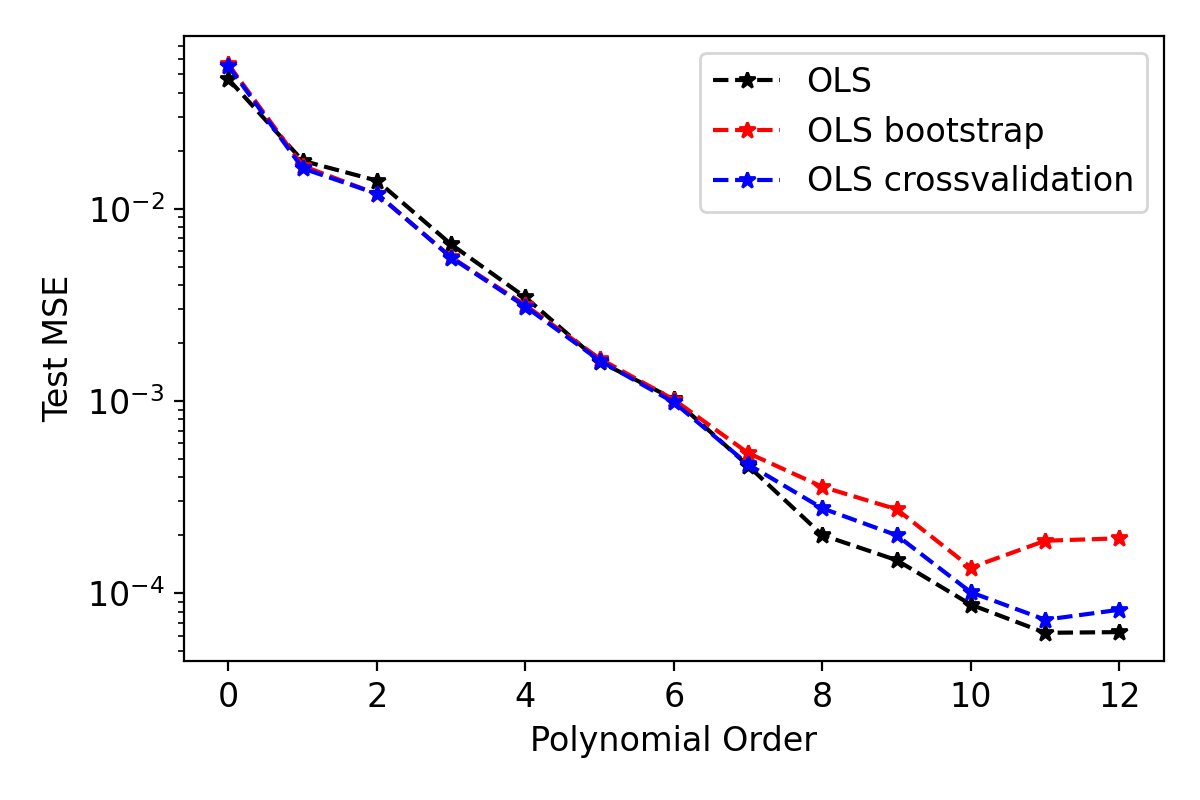 OLS
OLS bootstrap
OLS crossvalidation
Test MSE
10⁻²
10⁻³
10⁻⁴
0 2 4 6 8 10 12
Polynomial Order